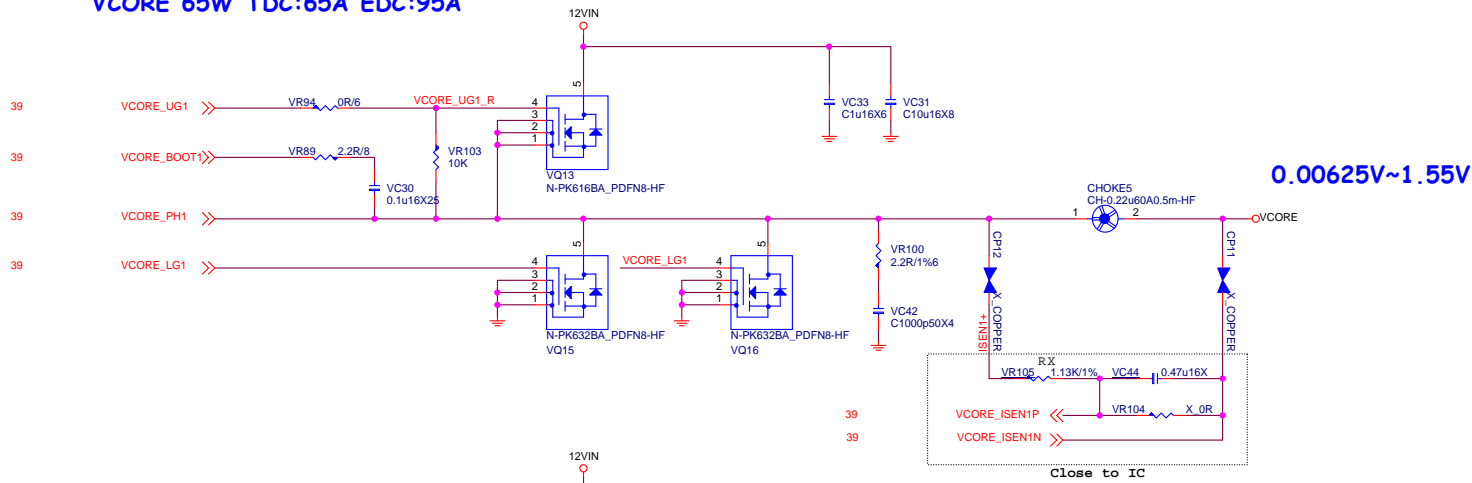 VCORE 65W TDC:65A EDC:95A
12VIN
5
39 VCORE_UG1 VR94 0R/6 VCORE_UG1_R 4
3
2
1
VC33
C1u16X6
VC31
C10u16X8
39 VCORE_BOOT1 VR89 2.2R/8
VR103
10K
VQ13
N-PK616BA_PDFN8-HF
VC30
0.1u16X25
0.00625V~1.55V
CHOKE5
CH-0.22u60A0.5m-HF
39 VCORE_PH1 1 2 VCORE
5 5
CP12 CP11
VR100
2.2R/1%6
39 VCORE_LG1 4 VCORE_LG1 4
3 3
2 2
1 1
X_COPPER X_COPPER
VC42
C1000p50X4
ISEN1+
N-PK632BA_PDFN8-HF N-PK632BA_PDFN8-HF
VQ15 VQ16
RX
VR105 1.13K/1% VC44 0.47u16X
39 VCORE_ISEN1P VR104 X_0R
39 VCORE_ISEN1N
12VIN
Close to IC